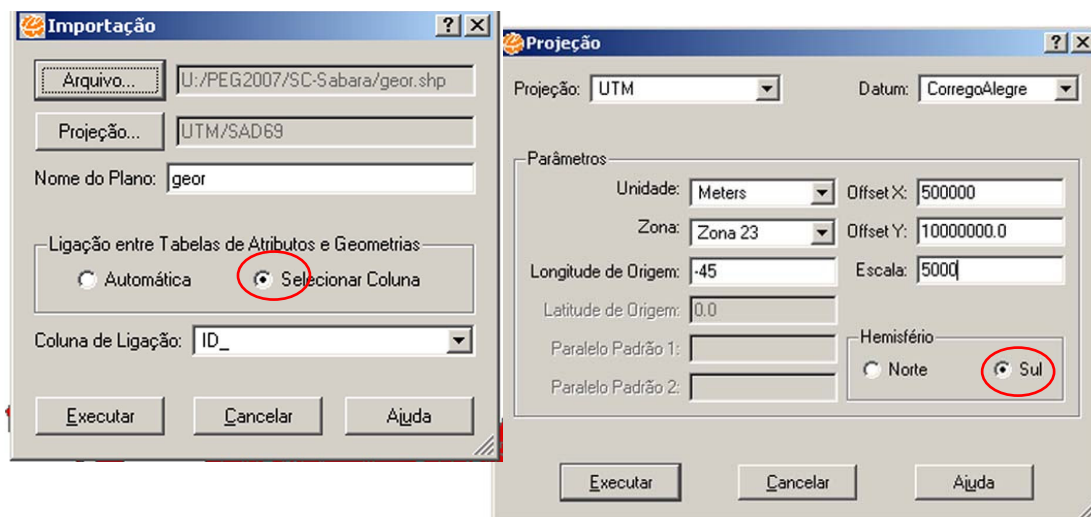 Importação
Arquivo... U:/PEG2007/SC-Sabara/geor.shp
Projeção... UTM/SAD69
Nome do Plano: geor
Ligação entre Tabelas de Atributos e Geometrias
Automática Selecionar Coluna
Coluna de Ligação: ID_
Executar Cancelar Ajuda
Projeção
Projeção: UTM Datum: CorregoAlegre
Parâmetros
Unidade: Meters Offset X: 500000
Zona: Zona 23 Offset Y: 10000000.0
Longitude de Origem: -45 Escala: 5000
Latitude de Origem: 0.0
Hemisfério
Paralelo Padrão 1:
Norte Sul
Paralelo Padrão 2:
Executar Cancelar Ajuda